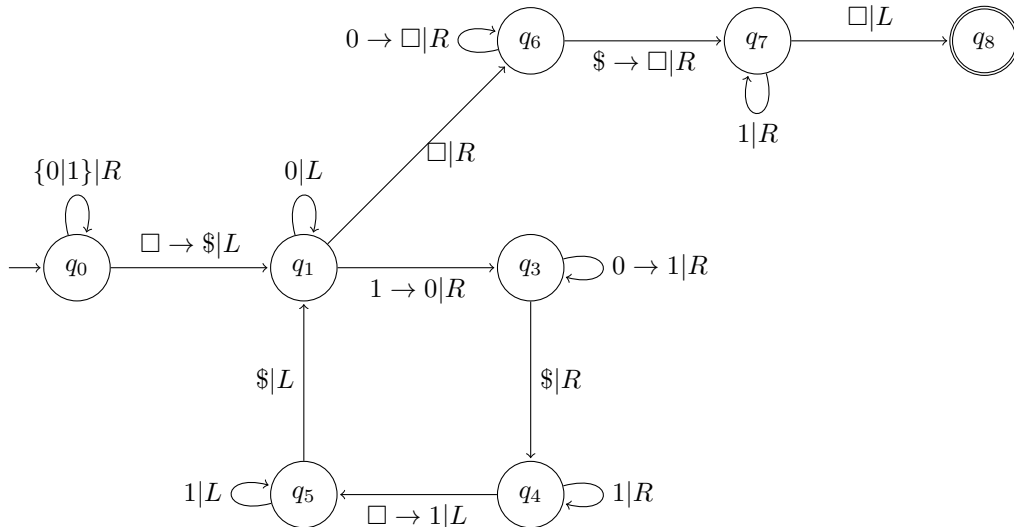 0 → □|R
q₆
$ → □|R
q₇
□|L
q₈
1|R
□|R
{0|1}|R
0|L
q₀
□ → $|L
q₁
1 → 0|R
q₃
0 → 1|R
$|L
$|R
1|L
q₅
□ → 1|L
q₄
1|R